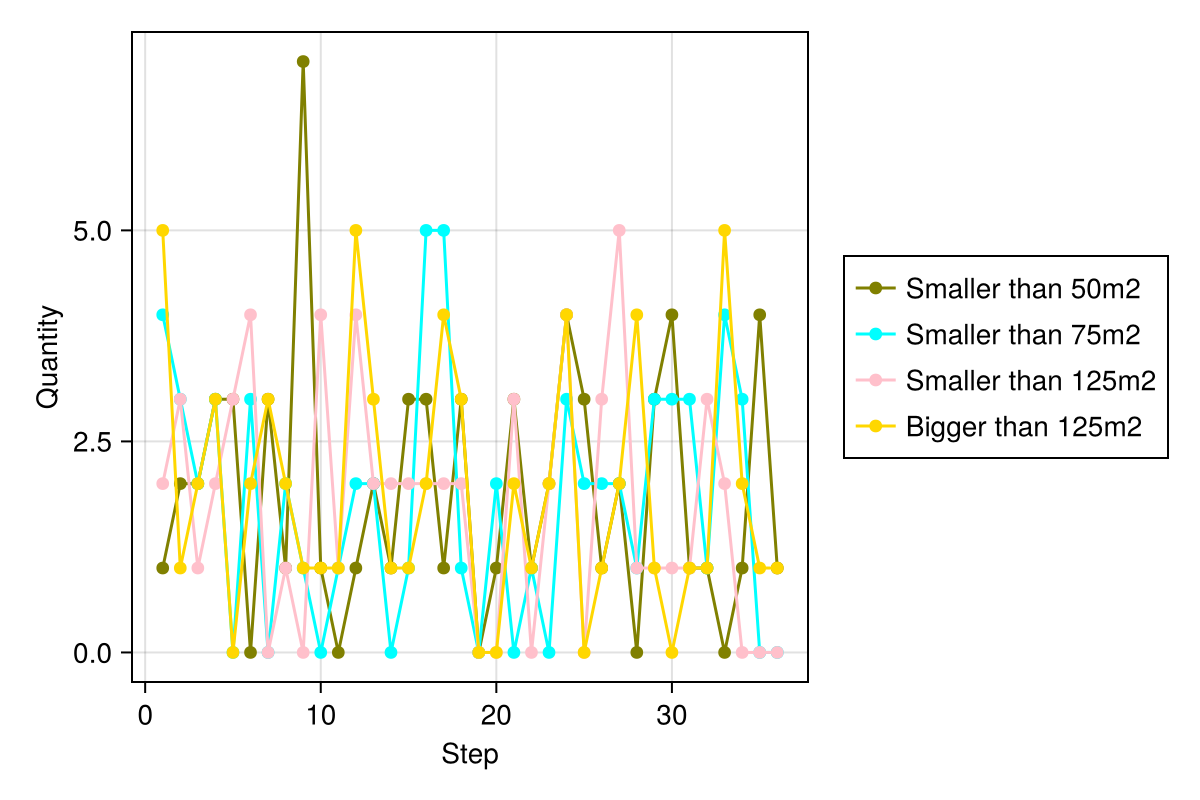 Quantity
5.0
2.5
0.0
0
10
20
30
Step
Smaller than 50m2
Smaller than 75m2
Smaller than 125m2
Bigger than 125m2